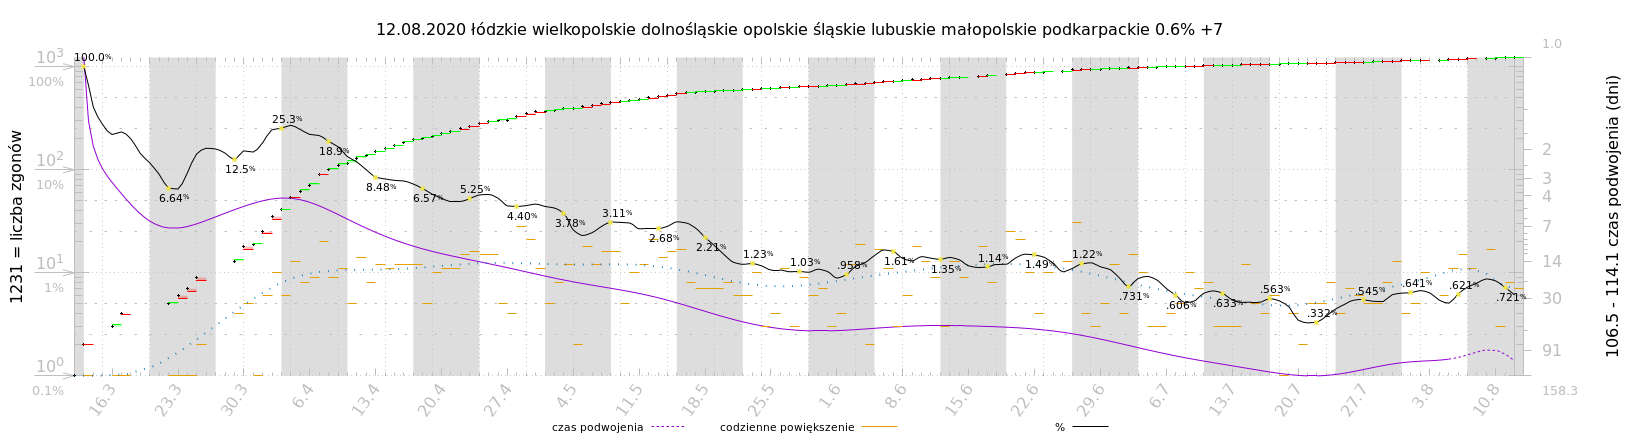 12.08.2020 łódzkie wielkopolskie dolnośląskie opolskie śląskie lubuskie małopolskie podkarpackie 0.6% +7
10³ 100.0% 1.0
100%
25.3%
18.9%
10² 12.5% 2
10% 6.64% 8.48% 6.57% 5.25% 4.40% 3.78% 3.11% 2.68% 2.21% 3
4
7
10¹ 1.23% 1.03% .958% 1.61% 1.35% 1.14% 1.49% 1.22% 14
1% .731% .606% .633% .563% .332% .545% .641% .621% .721% 30
10⁰ 91
0.1% 158.3
1231 = liczba zgonów
106.5 - 114.1 czas podwojenia (dni)
16.3 23.3 30.3 6.4 13.4 20.4 27.4 4.5 11.5 18.5 25.5 1.6 8.6 15.6 22.6 29.6 6.7 13.7 20.7 27.7 3.8 10.8
czas podwojenia codzienne powiększenie %